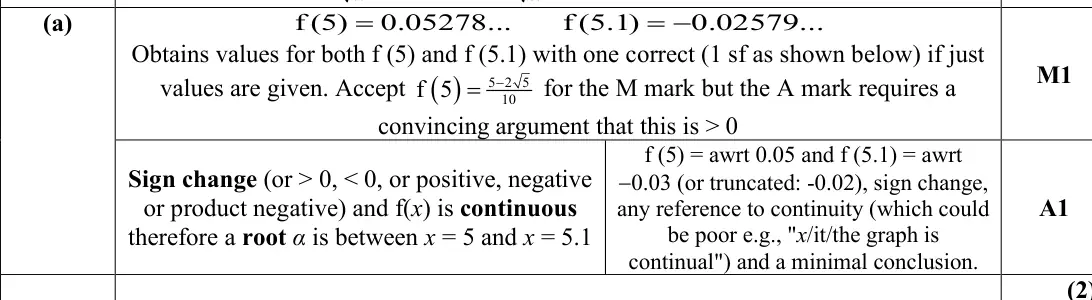 (a)
f(5) = 0.05278...    f(5.1) = −0.02579...
Obtains values for both f (5) and f (5.1) with one correct (1 sf as shown below) if just
values are given. Accept f (5) = (5−2√5)/10 for the M mark but the A mark requires a
convincing argument that this is > 0
M1
Sign change (or > 0, < 0, or positive, negative
or product negative) and f(x) is continuous
therefore a root α is between x = 5 and x = 5.1
f (5) = awrt 0.05 and f (5.1) = awrt
−0.03 (or truncated: -0.02), sign change,
any reference to continuity (which could
be poor e.g., "x/it/the graph is
continual") and a minimal conclusion.
A1
(2)